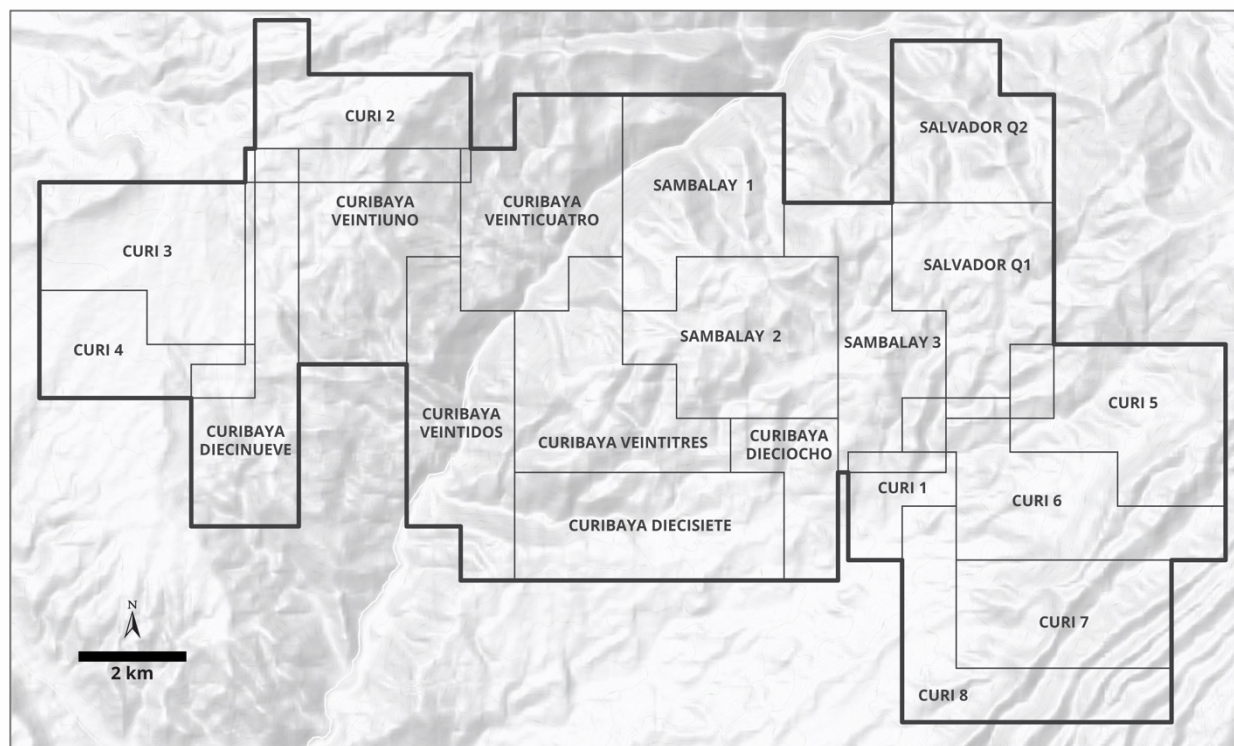 CURI 2
SALVADOR Q2
SAMBALAY 1
CURIBAYA
VEINTIUNO
CURIBAYA
VEINTICUATRO
CURI 3
SALVADOR Q1
SAMBALAY 2
SAMBALAY 3
CURI 4
CURI 5
CURIBAYA
VEINTIDOS
CURIBAYA
DIECINUEVE
CURIBAYA VEINTITRES
CURIBAYA
DIECIOCHO
CURI 1
CURI 6
CURIBAYA DIECISIETE
N
CURI 7
2 km
CURI 8